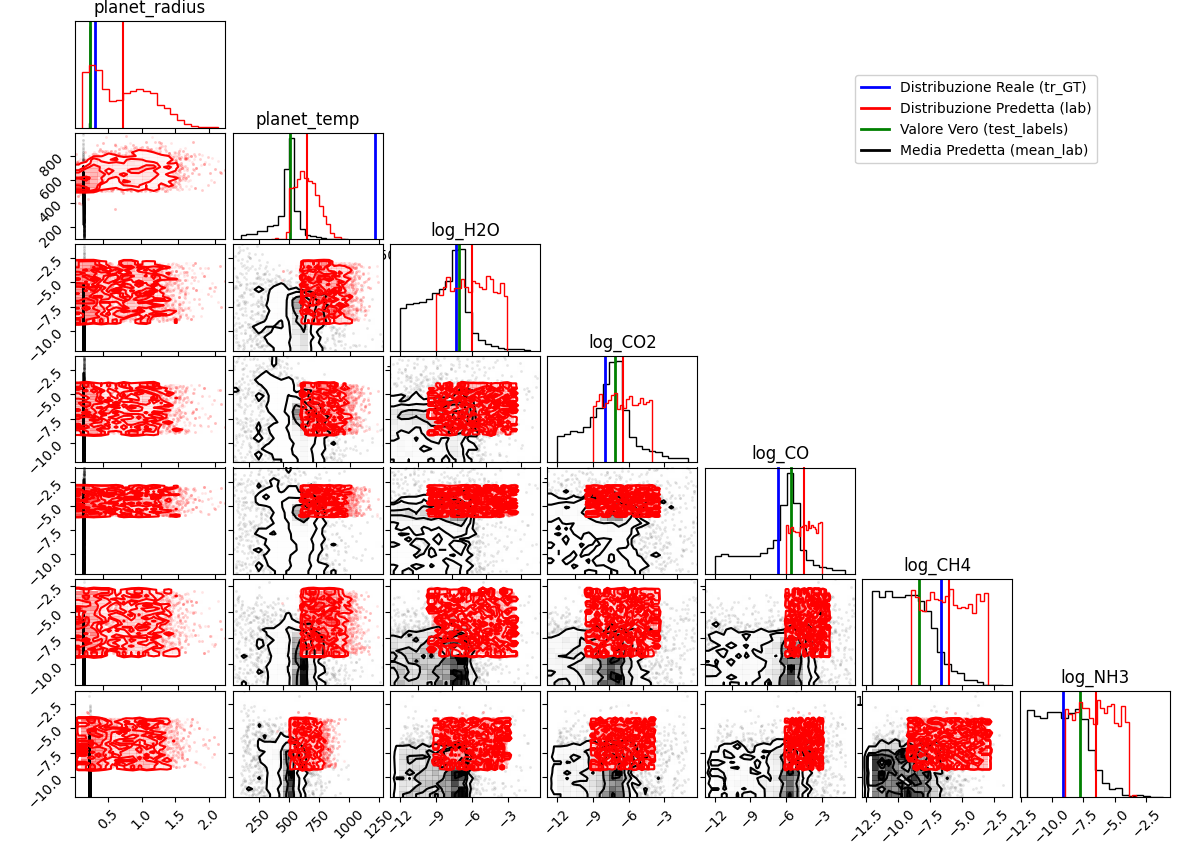 planet_radius
Distribuzione Reale (tr_GT)
Distribuzione Predetta (lab)
Valore Vero (test_labels)
Media Predetta (mean_lab)
planet_temp
800
600
400
200
log_H2O
−2.5
−5.0
−7.5
−10.0
log_CO2
−2.5
−5.0
−7.5
−10.0
log_CO
−2.5
−5.0
−7.5
−10.0
log_CH4
−2.5
−5.0
−7.5
−10.0
log_NH3
−2.5
−5.0
−7.5
−10.0
0.5 1.0 1.5 2.0 250 500 750 1000 1250 −12 −9 −6 −3 −12 −9 −6 −3 −12 −9 −6 −3 −12.5 −10.0 −7.5 −5.0 −2.5 −12.5 −10.0 −7.5 −5.0 −2.5